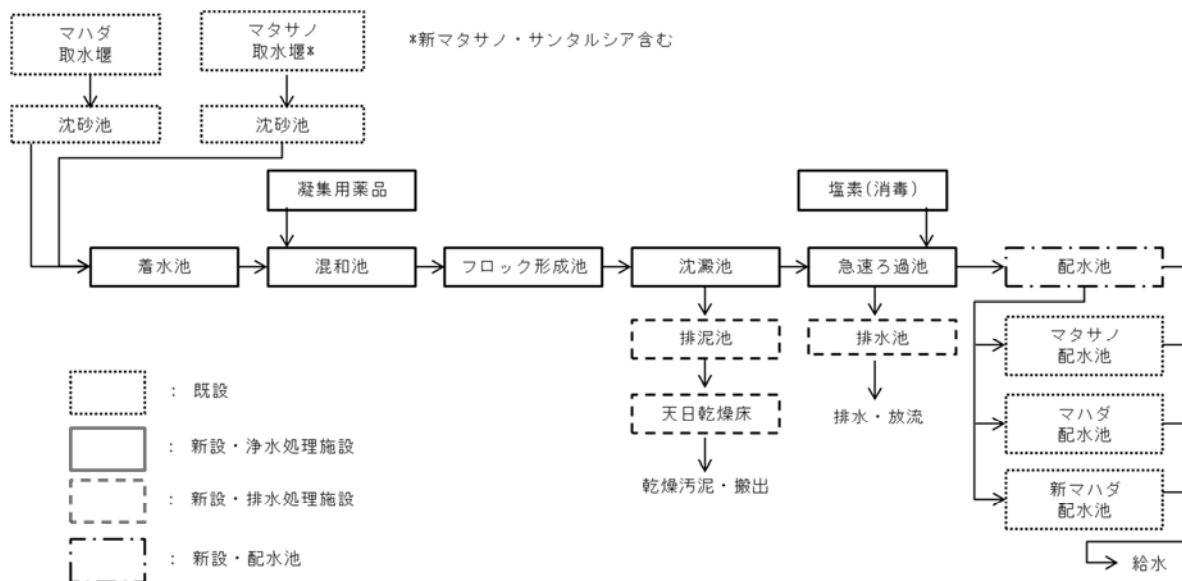 マハダ
取水堰
マタサノ
取水堰*
*新マタサノ・サンタルシア含む
沈砂池
沈砂池
凝集用薬品
塩素(消毒)
着水池
混和池
フロック形成池
沈澱池
急速ろ過池
配水池
排泥池
排水池
マタサノ
配水池
天日乾燥床
排水・放流
マハダ
配水池
乾燥汚泥・搬出
新マハダ
配水池
給水
: 既設
: 新設・浄水処理施設
: 新設・排水処理施設
: 新設・配水池